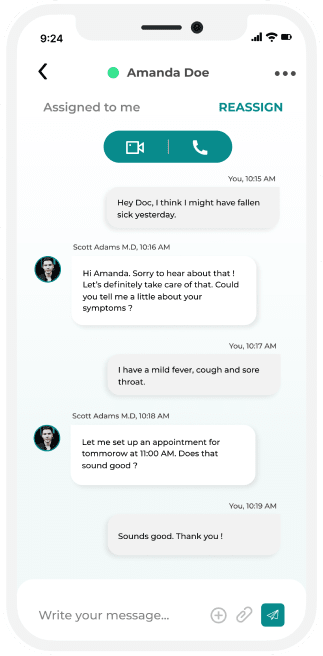 9:24
Amanda Doe
Assigned to me
REASSIGN
You, 10:15 AM
Hey Doc, I think I might have fallen
sick yesterday.
Scott Adams M.D, 10:16 AM
Hi Amanda. Sorry to hear about that !
Let's definitely take care of that. Could
you tell me a little about your
symptoms ?
You, 10:17 AM
I have a mild fever, cough and sore
throat.
Scott Adams M.D, 10:18 AM
Let me set up an appointment for
tommorow at 11:00 AM. Does that
sound good ?
You, 10:19 AM
Sounds good. Thank you !
Write your message...